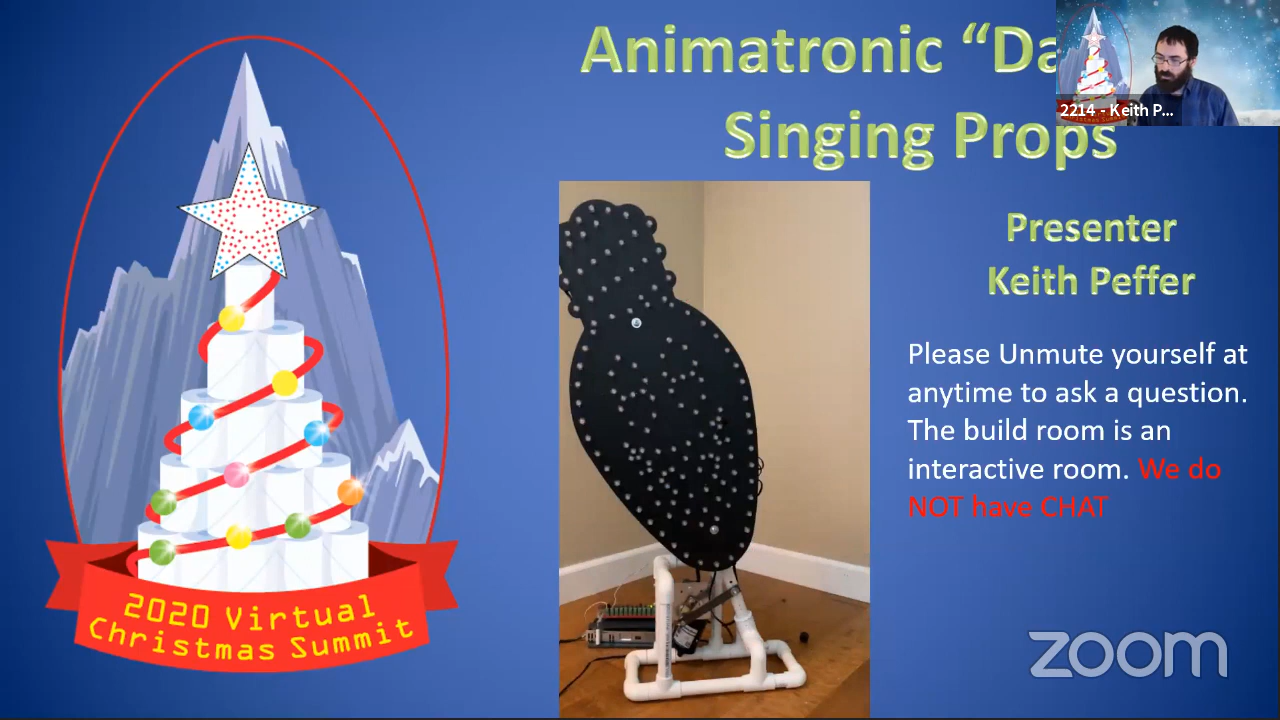 Animatronic “Da
Singing Props
2214 - Keith P...
Presenter
Keith Peffer
Please Unmute yourself at
anytime to ask a question.
The build room is an
interactive room. We do
NOT have CHAT
2020 Virtual
Christmas Summit
zoom